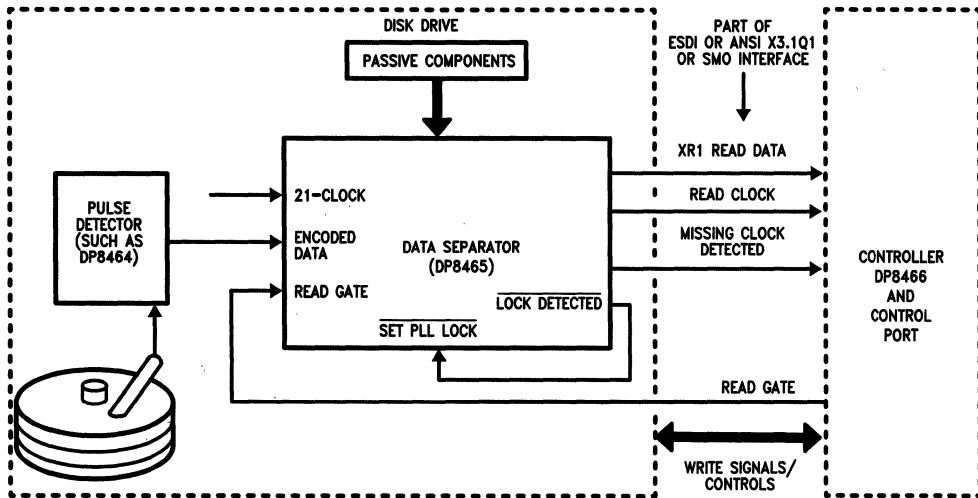 DISK DRIVE
PASSIVE COMPONENTS
PART OF
ESDI OR ANSI X3.1Q1
OR SMO INTERFACE
PULSE
DETECTOR
(SUCH AS
DP8464)
21-CLOCK
ENCODED
DATA
READ GATE
DATA SEPARATOR
(DP8465)
LOCK DETECTED
SET PLL LOCK
XR1 READ DATA
READ CLOCK
MISSING CLOCK
DETECTED
READ GATE
WRITE SIGNALS/
CONTROLS
CONTROLLER
DP8466
AND
CONTROL
PORT